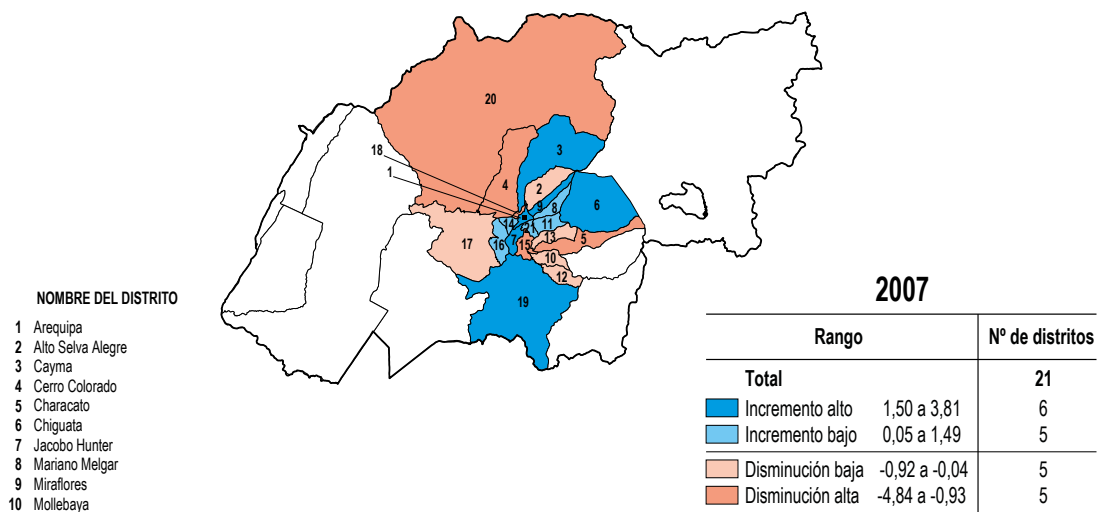 20
18
3
1
4
2
9
8
6
14
21
11
7
13
5
17
16
15
10
12
19
NOMBRE DEL DISTRITO
1 Arequipa
2 Alto Selva Alegre
3 Cayma
4 Cerro Colorado
5 Characato
6 Chiguata
7 Jacobo Hunter
8 Mariano Melgar
9 Miraflores
10 Mollebaya
2007
Rango Nº de distritos
Total 21
Incremento alto 1,50 a 3,81 6
Incremento bajo 0,05 a 1,49 5
Disminución baja -0,92 a -0,04 5
Disminución alta -4,84 a -0,93 5